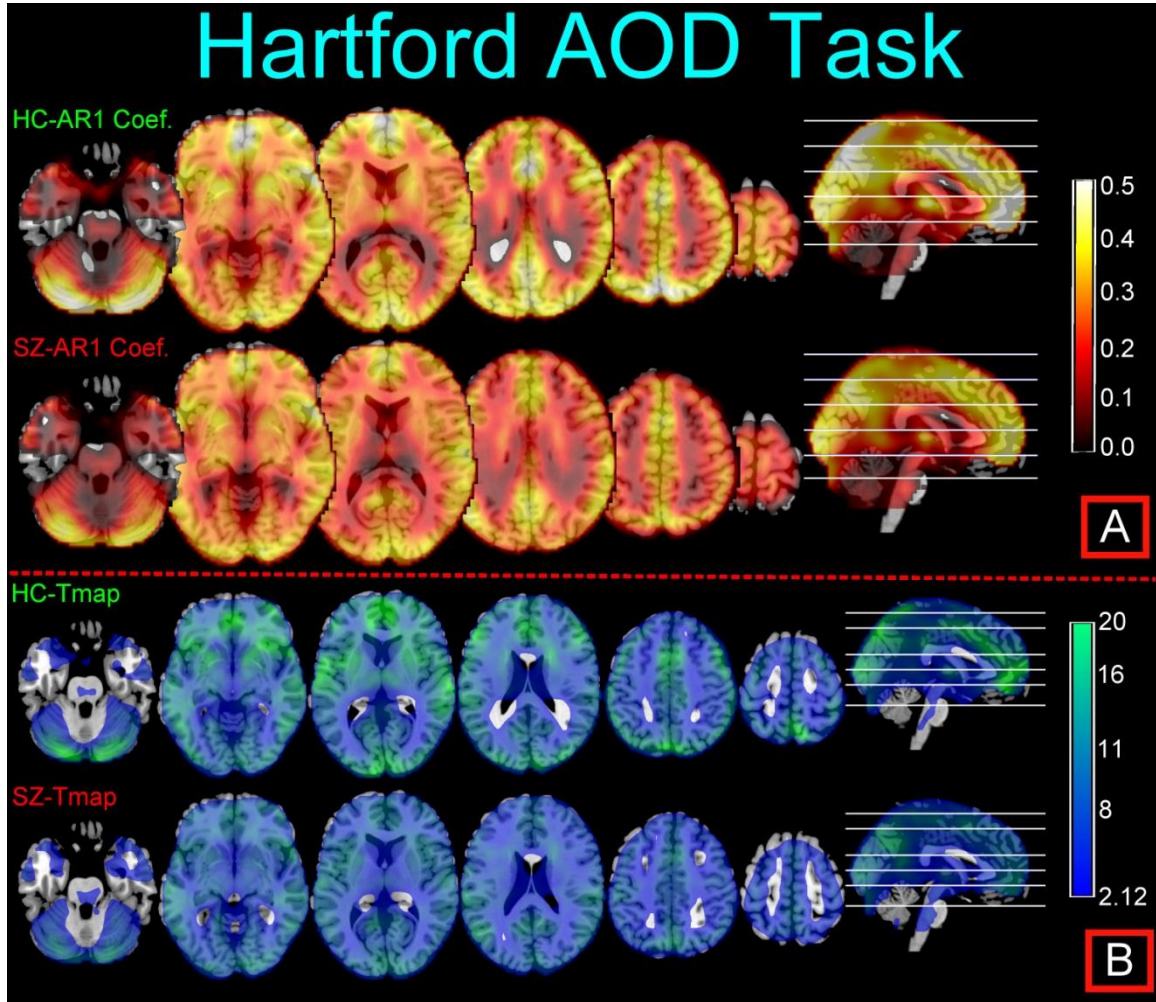 Hartford AOD Task
HC-AR1 Coef.
0.5
0.4
0.3
0.2
0.1
0.0
SZ-AR1 Coef.
A
HC-Tmap
20
16
11
8
2.12
SZ-Tmap
B